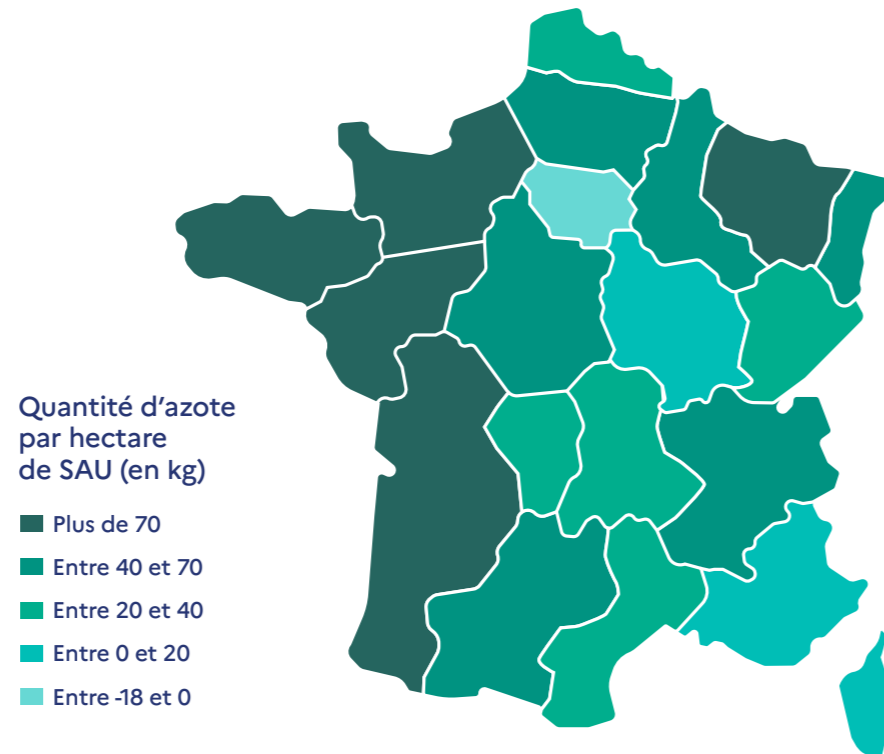 Quantité d’azote
par hectare
de SAU (en kg)
Plus de 70
Entre 40 et 70
Entre 20 et 40
Entre 0 et 20
Entre -18 et 0